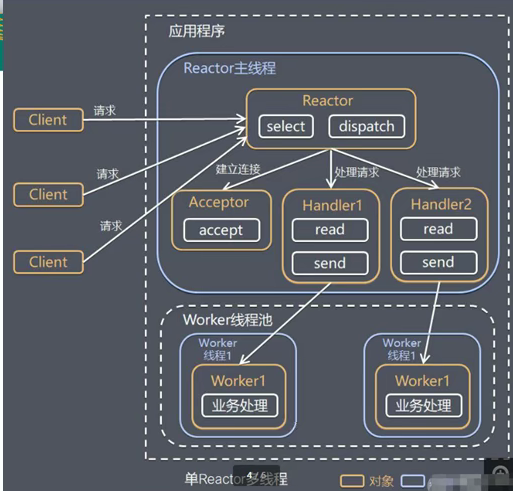 应用程序
Reactor主线程
Reactor
select
dispatch
Client
请求
Client
请求
Client
请求
建立连接
处理请求
处理请求
Acceptor
accept
Handler1
read
send
Handler2
read
send
Worker线程池
Worker
线程1
Worker1
业务处理
Worker
线程1
Worker1
业务处理
单Reactor多线程
对象